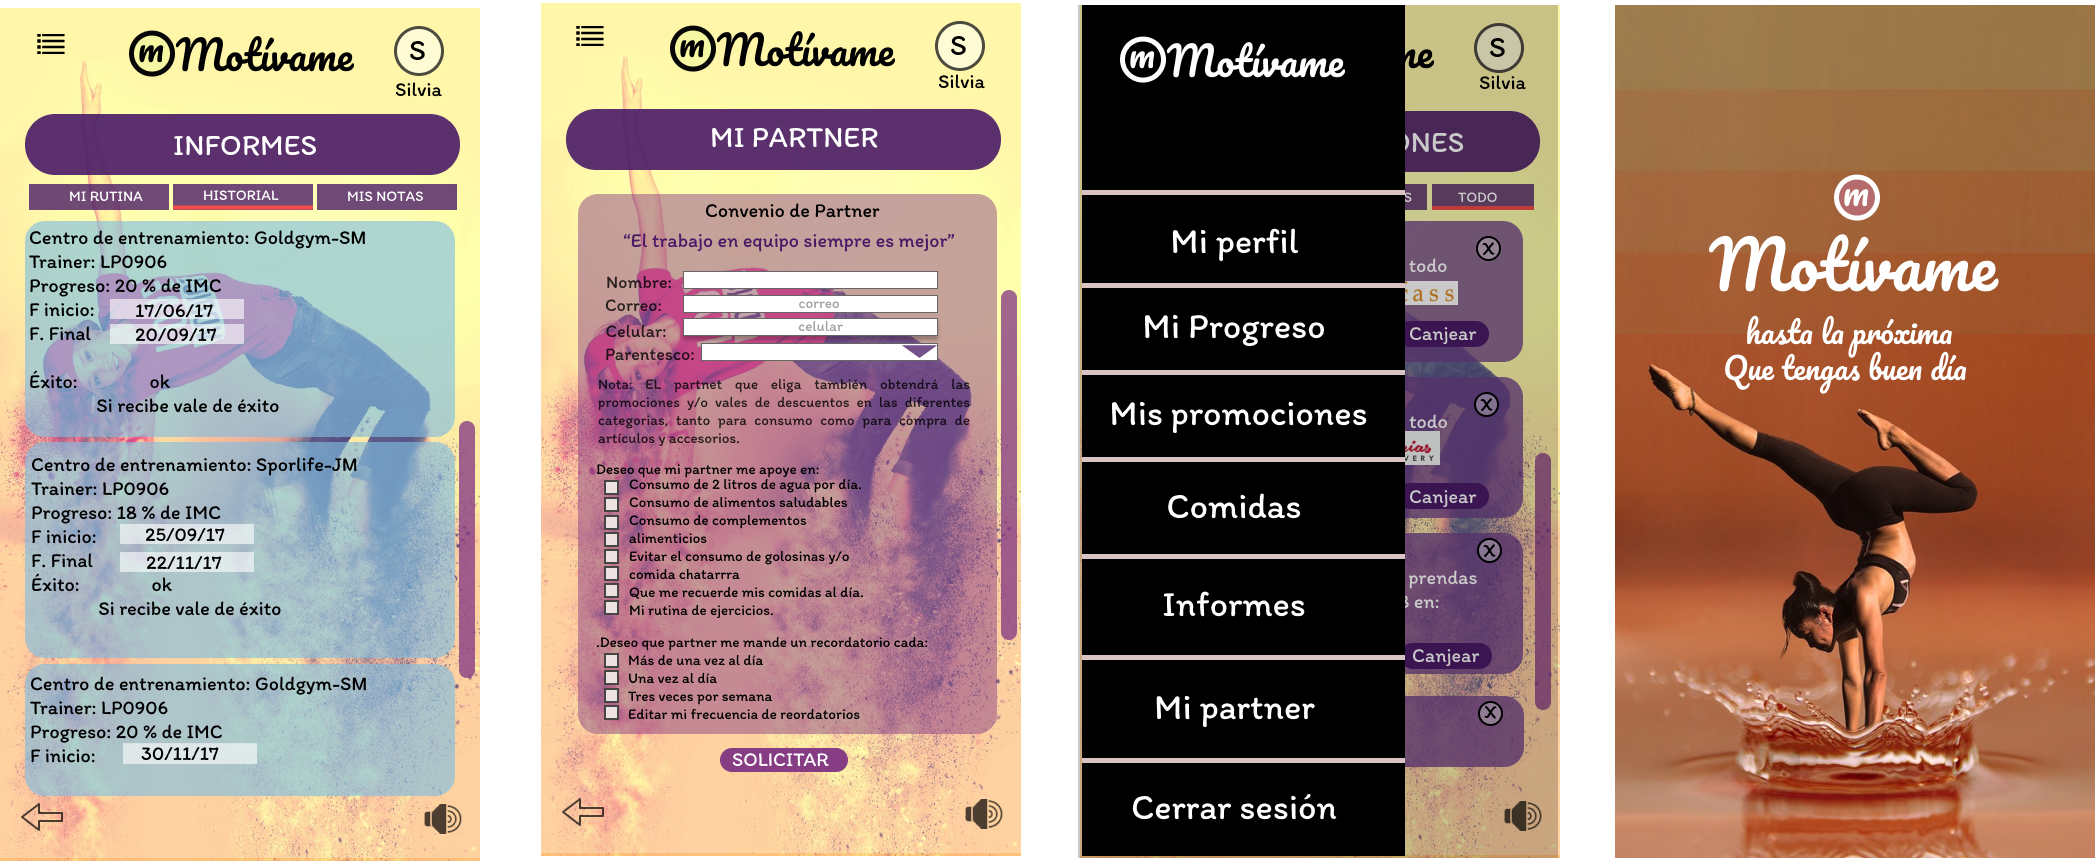 m Motívame
S
Silvia
INFORMES
MI RUTINA
HISTORIAL
MIS NOTAS
Centro de entrenamiento: Goldgym-SM
Trainer: LP0906
Progreso: 20 % de IMC
F inicio: 17/06/17
F. Final 20/09/17
Éxito: ok
Si recibe vale de éxito
Centro de entrenamiento: Sporlife-JM
Trainer: LP0906
Progreso: 18 % de IMC
F inicio: 25/09/17
F. Final 22/11/17
Éxito: ok
Si recibe vale de éxito
Centro de entrenamiento: Goldgym-SM
Trainer: LP0906
Progreso: 20 % de IMC
F inicio: 30/11/17
m Motívame
S
Silvia
MI PARTNER
Convenio de Partner
“El trabajo en equipo siempre es mejor”
Nombre:
Correo: correo
Celular: celular
Parentesco:
Nota: EL partnet que eliga también obtendrá las
promociones y/o vales de descuentos en las diferentes
categorias, tanto para consumo como para compra de
artículos y accesorios.
Deseo que mi partner me apoye en:
Consumo de 2 litros de agua por día.
Consumo de alimentos saludables
Consumo de complementos
alimenticios
Evitar el consumo de golosinas y/o
comida chatarrra
Que me recuerde mis comidas al día.
Mi rutina de ejercicios.
.Deseo que partner me mande un recordatorio cada:
Más de una vez al día
Una vez al día
Tres veces por semana
Editar mi frecuencia de reordatorios
SOLICITAR
m Motívame
Mi perfil
Mi Progreso
Mis promociones
Comidas
Informes
Mi partner
Cerrar sesión
me
S
Silvia
ONES
S
TODO
X
todo
cass
Canjear
X
todo
VERY
Canjear
X
prendas
en:
Canjear
X
m
Motívame
hasta la próxima
Que tengas buen día